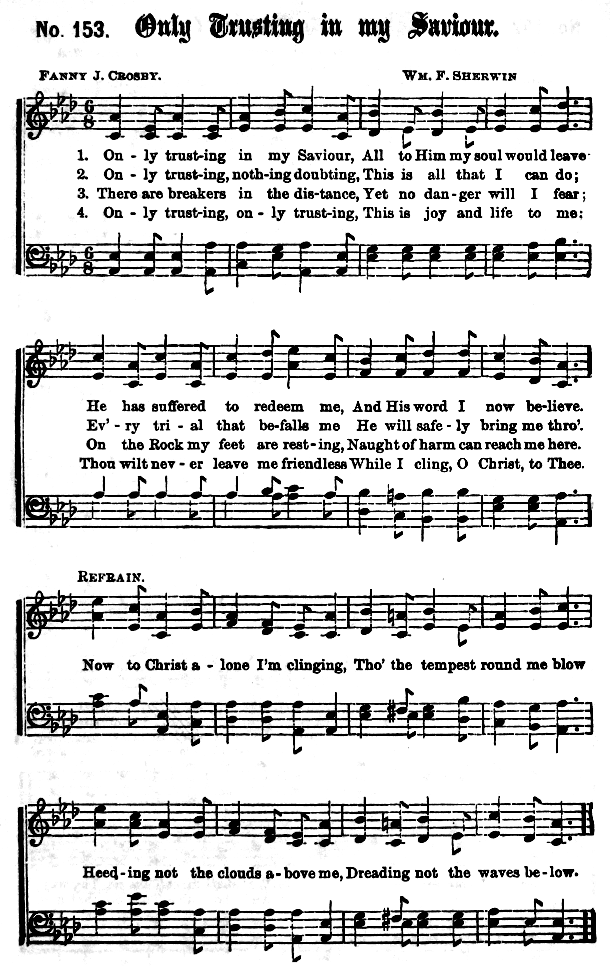 No. 153. Only Trusting in my Saviour.
FANNY J. CROSBY. WM. F. SHERWIN
1. On - ly trust-ing in my Saviour, All to Him my soul would leave
2. On - ly trust-ing, noth-ing doubting, This is all that I can do;
3. There are breakers in the dis-tance, Yet no dan-ger will I fear;
4. On - ly trust-ing, on - ly trust-ing, This is joy and life to me:
He has suffered to redeem me, And His word I now be-lieve.
Ev' - ry tri - al that be-falls me He will safe - ly bring me thro'.
On the Rock my feet are rest-ing, Naught of harm can reach me here.
Thou wilt nev - er leave me friendless While I cling, O Christ, to Thee.
REFRAIN.
Now to Christ a - lone I'm clinging, Tho' the tempest round me blow
Heed-ing not the clouds a-bove me, Dreading not the waves be-low.